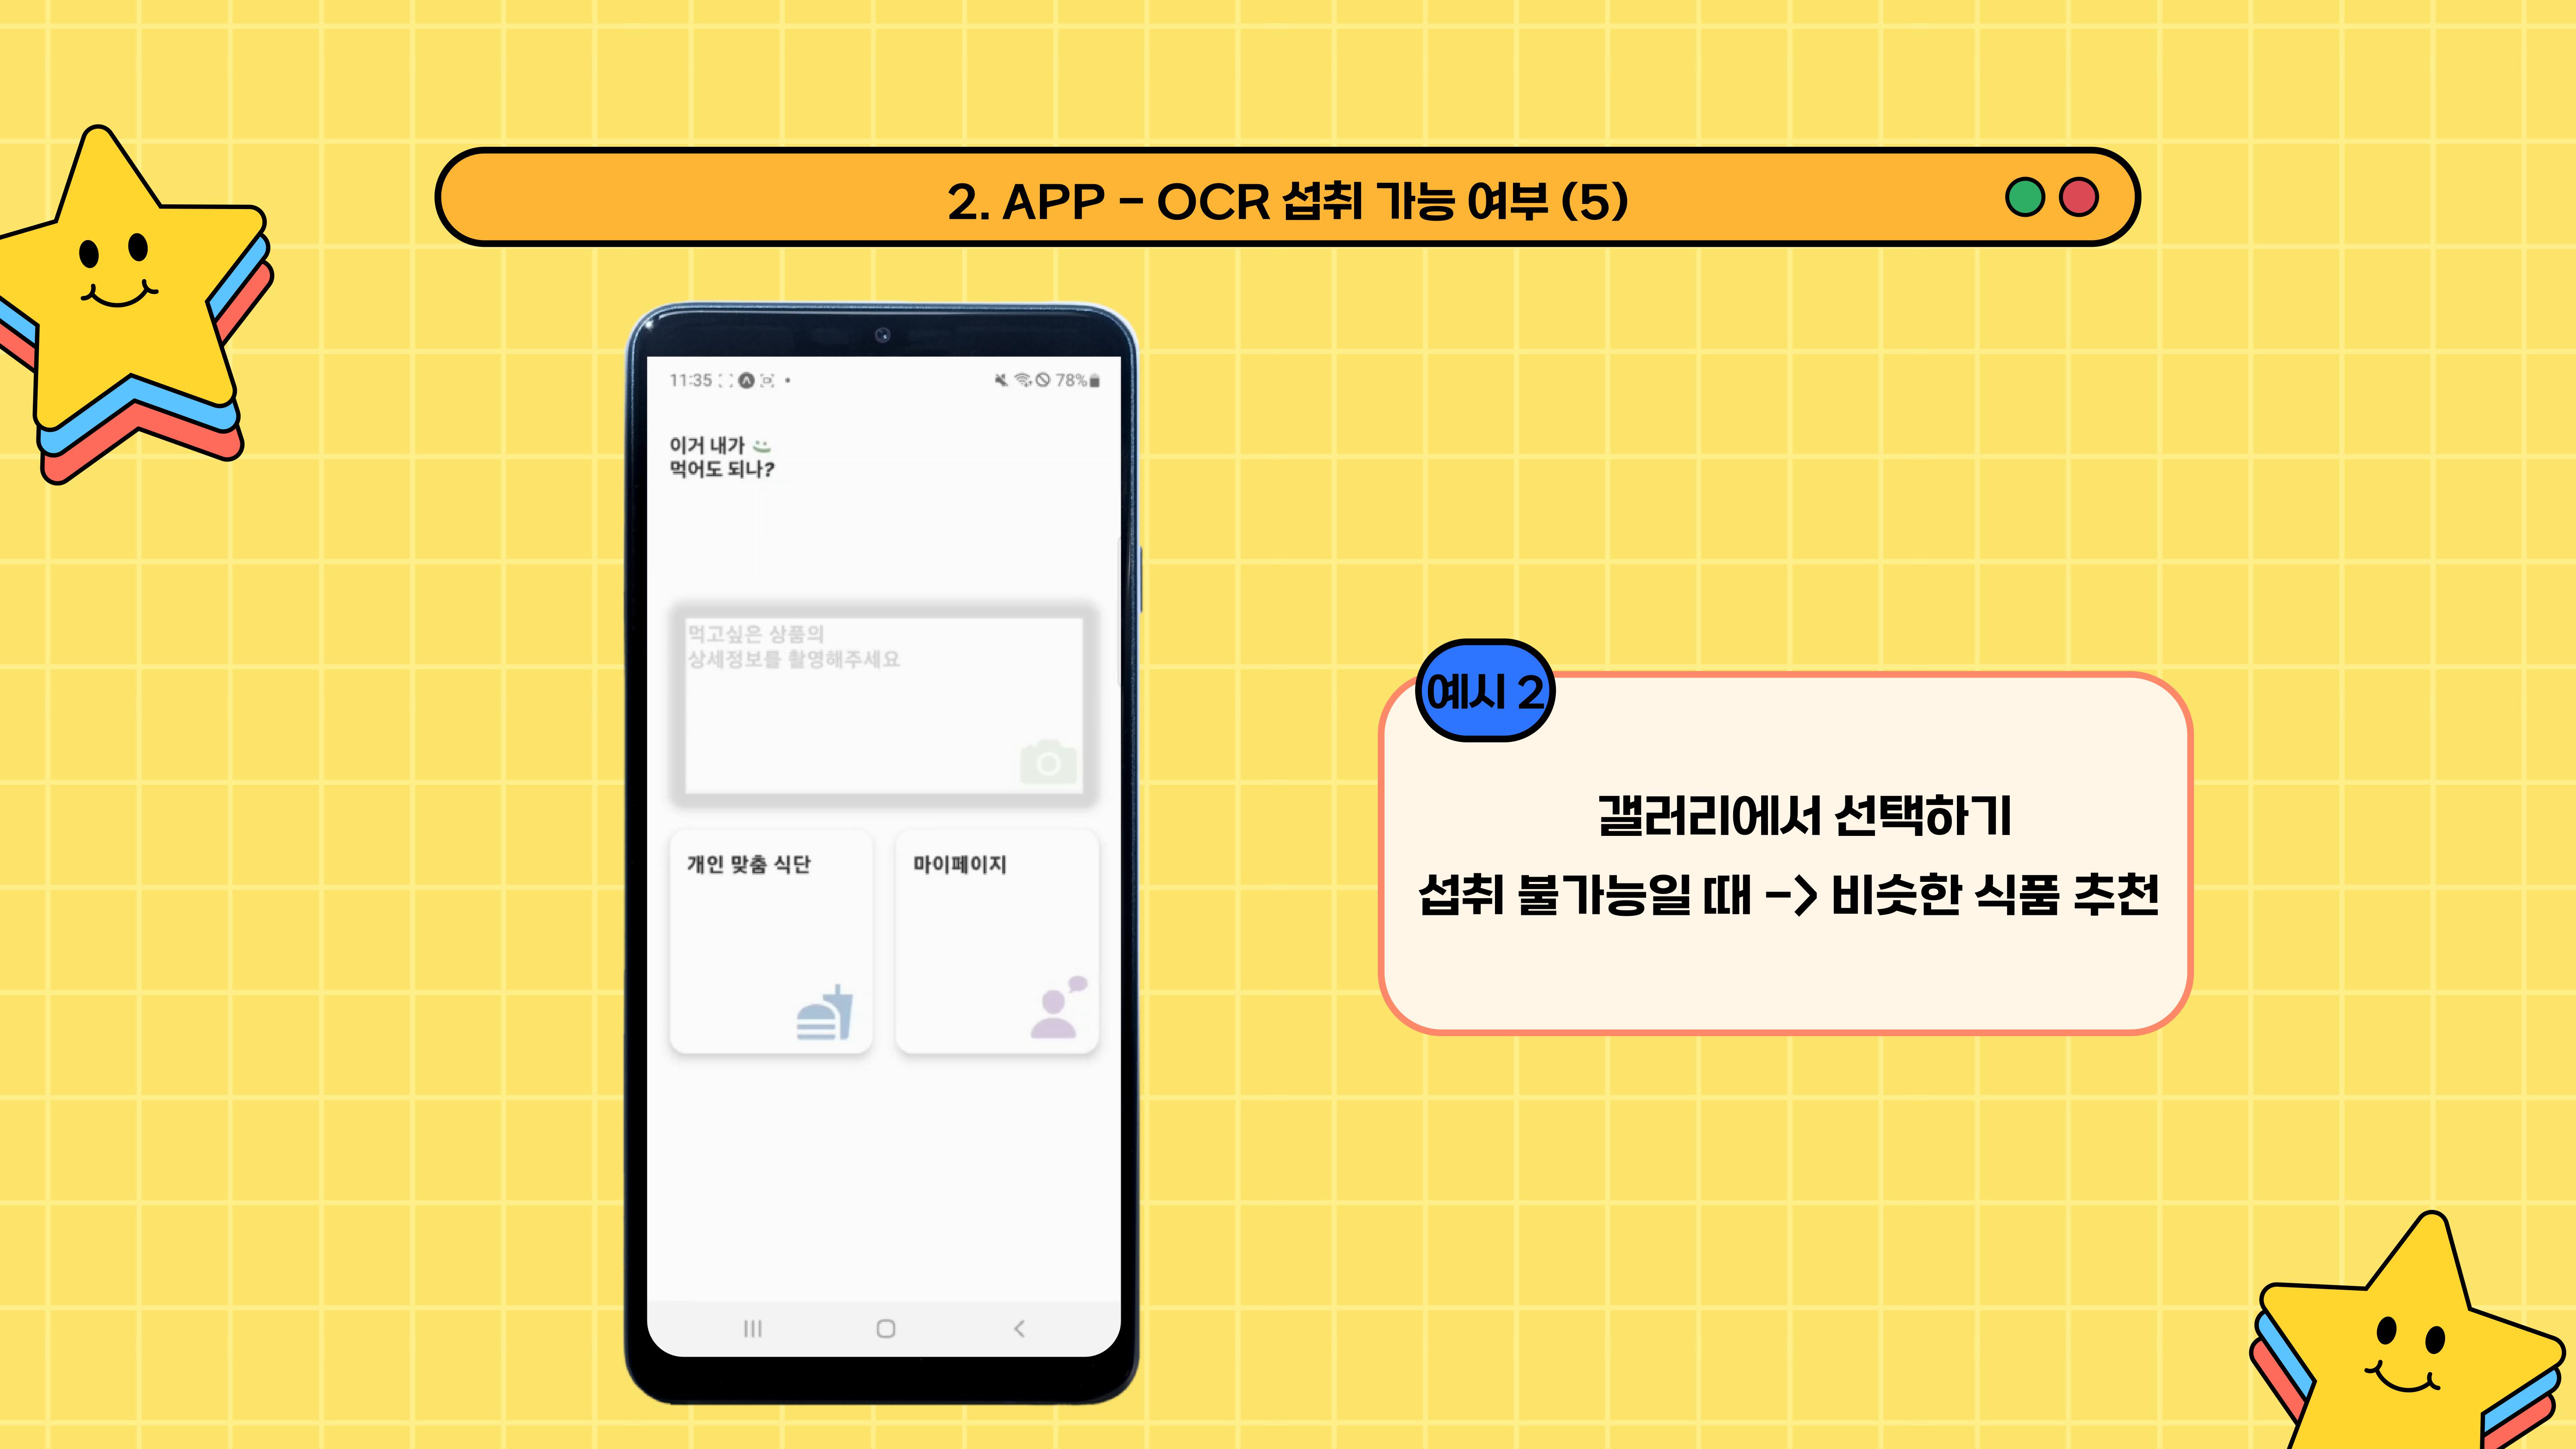 2. APP - OCR 섭취 가능 여부 (5)
11:35
78%
이거 내가
먹어도 되나?
먹고싶은 상품의
상세정보를 촬영해주세요
개인 맞춤 식단
마이페이지
예시 2
갤러리에서 선택하기
섭취 불가능일 때 -> 비슷한 식품 추천